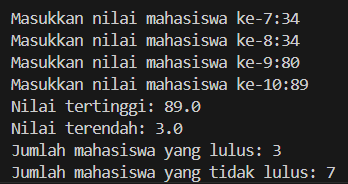 Masukkan nilai mahasiswa ke-7:34
Masukkan nilai mahasiswa ke-8:34
Masukkan nilai mahasiswa ke-9:80
Masukkan nilai mahasiswa ke-10:89
Nilai tertinggi: 89.0
Nilai terendah: 3.0
Jumlah mahasiswa yang lulus: 3
Jumlah mahasiswa yang tidak lulus: 7